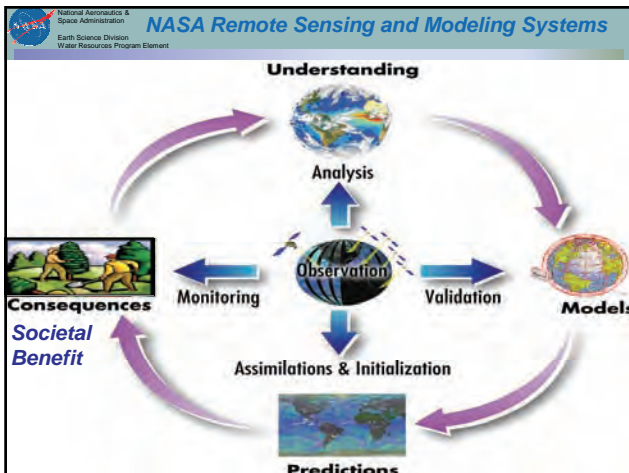 National Aeronautics &
Space Administration
Earth Science Division
Water Resources Program Element
NASA
NASA Remote Sensing and Modeling Systems
Understanding
Analysis
Observation
Monitoring
Validation
Consequences
Models
Societal
Benefit
Assimilations & Initialization
Predictions